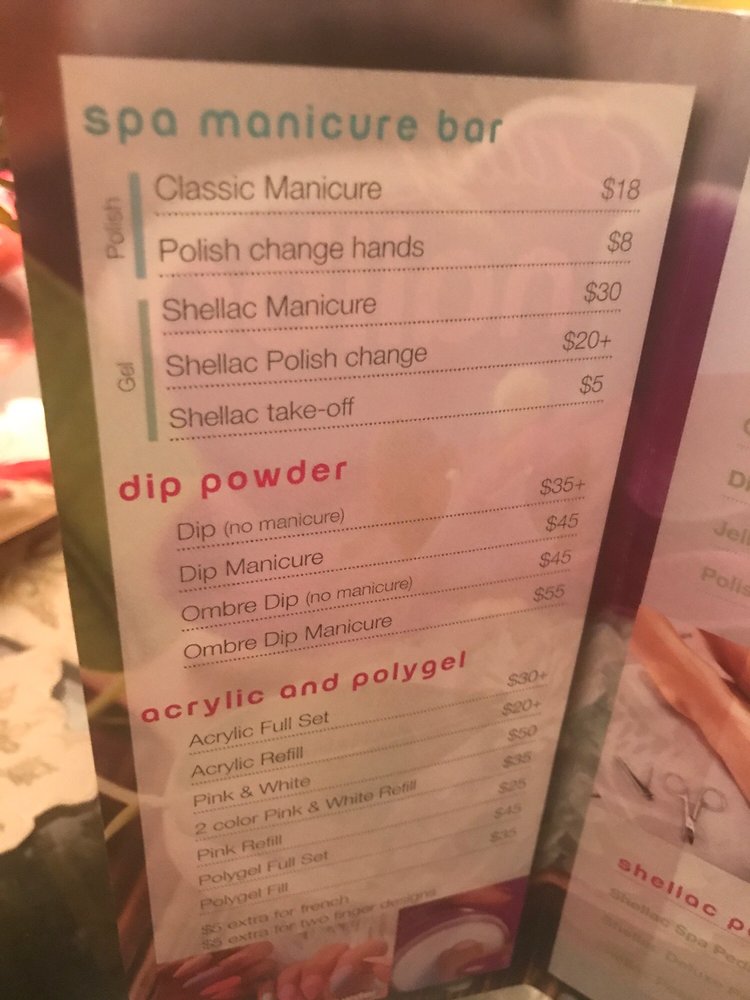 spa manicure bar
Polish
Classic Manicure $18
Polish change hands $8
Gel
Shellac Manicure $30
Shellac Polish change $20+
Shellac take-off $5
dip powder
Dip (no manicure) $35+
Dip Manicure $45
Ombre Dip (no manicure) $45
Ombre Dip Manicure $55
acrylic and polygel
Acrylic Full Set $30+
Acrylic Refill $20+
Pink & White $50
2 color Pink & White Refill $35
Pink Refill $25
Polygel Full Set $45
Polygel Fill $35
$5 extra for french
$5 extra for two finger designs
shellac
Shellac Spa